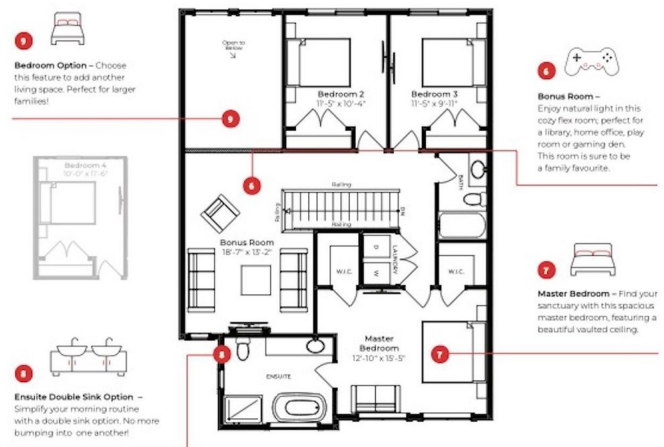 9
Bedroom Option – Choose
this feature to add another
living space. Perfect for larger
families!
Bedroom 4
10'-0" x 11'-6"
8
Ensuite Double Sink Option –
Simplify your morning routine
with a double sink option. No more
bumping into one another!
Open to
Below
9
Bedroom 2
11'-5" x 10'-4"
Bedroom 3
11'-5" x 9'-11"
6
BATH
Railing
Railing
Railing
DN
Bonus Room
18'-7" x 13'-2"
W.I.C.
D
W
LAUNDRY
W.I.C.
Master
Bedroom
12'-10" x 15'-5"
7
8
ENSUITE
6
Bonus Room –
Enjoy natural light in this
cozy flex room, perfect for
a library, home office, play
room or gaming den.
This room is sure to be
a family favourite.
7
Master Bedroom – Find your
sanctuary with this spacious
master bedroom, featuring a
beautiful vaulted ceiling.